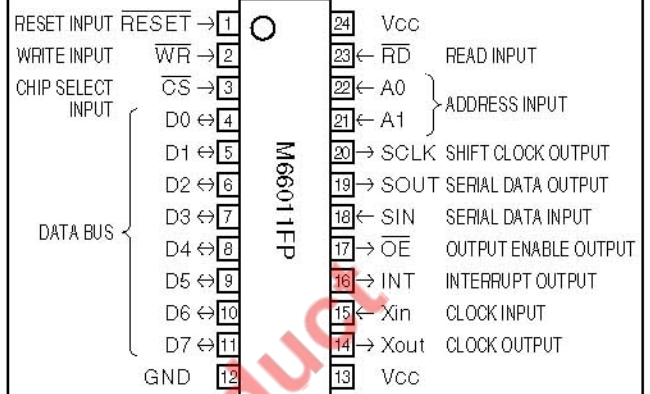 RESET INPUT RESET → 1
WRITE INPUT WR → 2
CHIP SELECT INPUT CS → 3
D0 ↔ 4
D1 ↔ 5
D2 ↔ 6
D3 ↔ 7
DATA BUS
D4 ↔ 8
D5 ↔ 9
D6 ↔ 10
D7 ↔ 11
GND 12
M66011FP
24 Vcc
23 ← RD READ INPUT
22 ← A0
ADDRESS INPUT
21 ← A1
20 → SCLK SHIFT CLOCK OUTPUT
19 → SOUT SERIAL DATA OUTPUT
18 ← SIN SERIAL DATA INPUT
17 → OE OUTPUT ENABLE OUTPUT
16 → INT INTERRUPT OUTPUT
15 ← Xin CLOCK INPUT
14 → Xout CLOCK OUTPUT
13 Vcc
duct